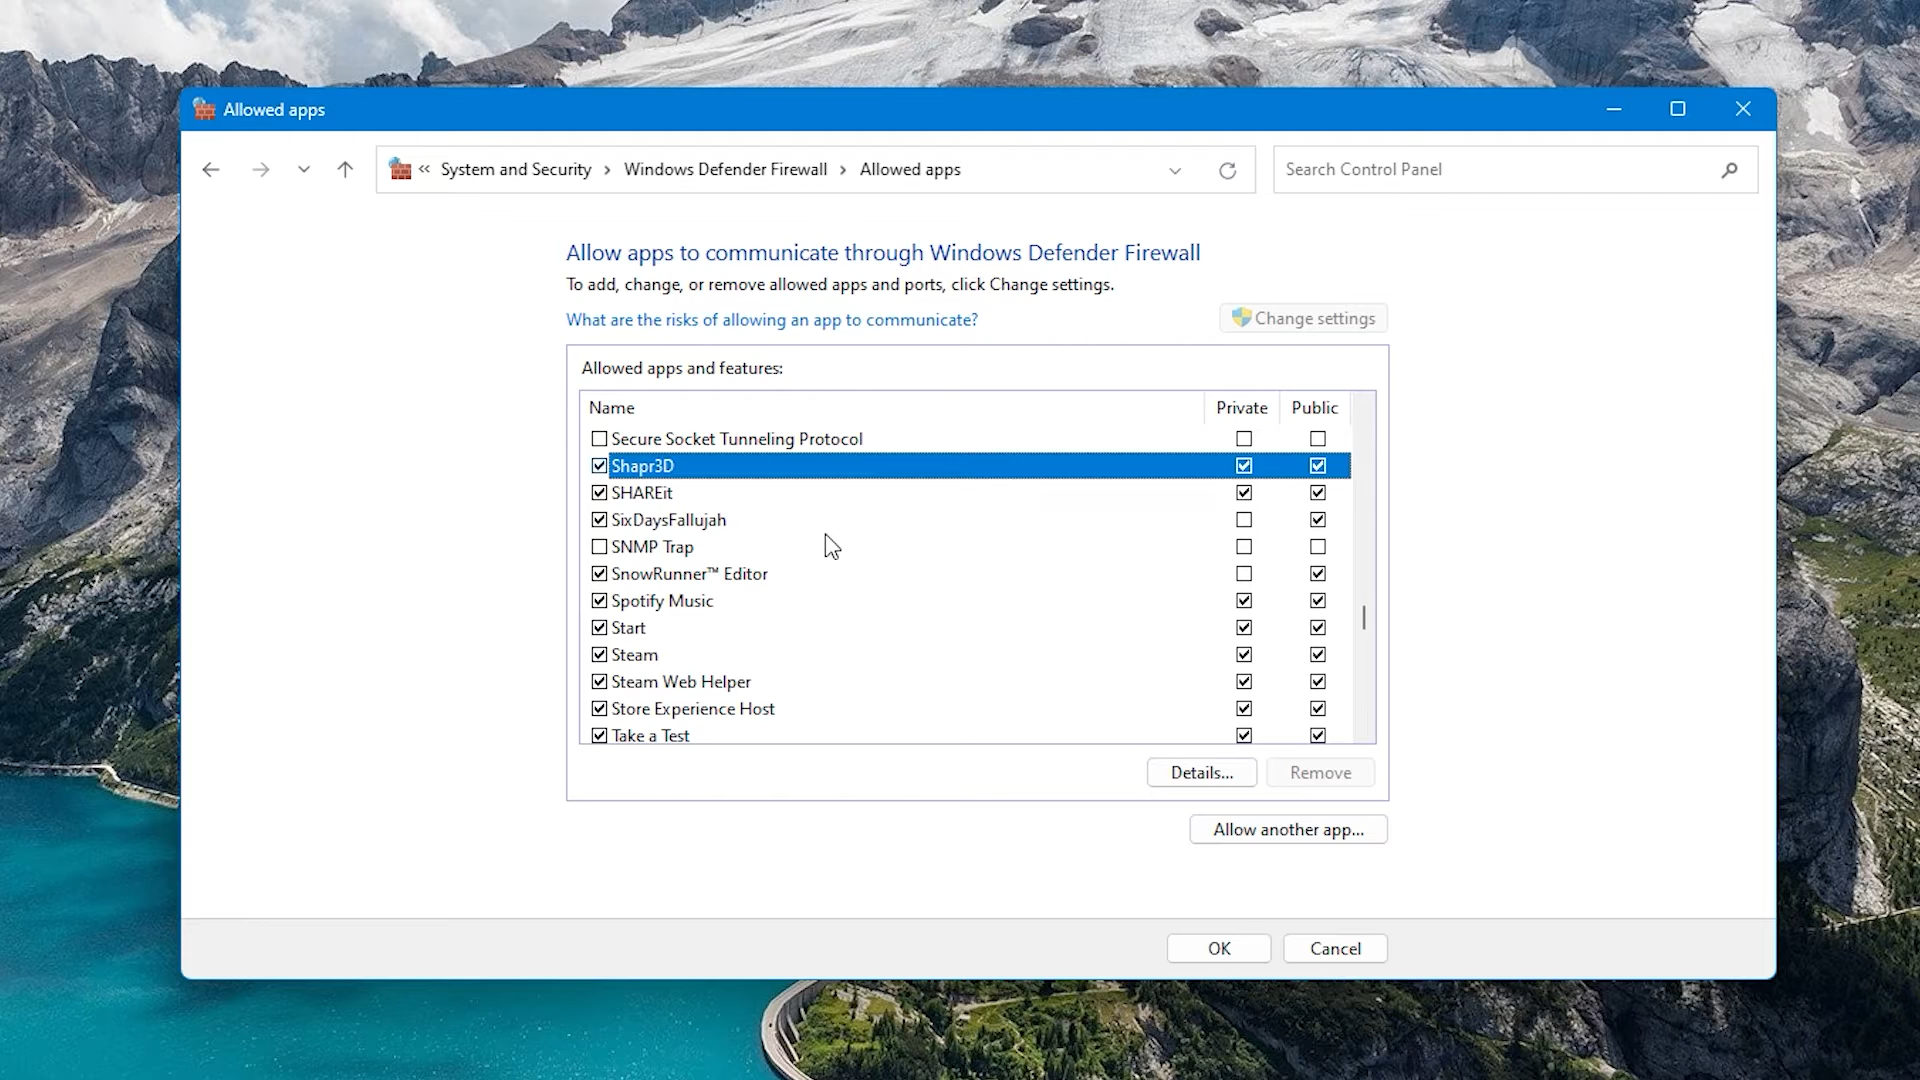 Allowed apps
« System and Security › Windows Defender Firewall › Allowed apps
Search Control Panel
Allow apps to communicate through Windows Defender Firewall
To add, change, or remove allowed apps and ports, click Change settings.
What are the risks of allowing an app to communicate?
Change settings
Allowed apps and features:
Name Private Public
Secure Socket Tunneling Protocol
Shapr3D
SHAREit
SixDaysFallujah
SNMP Trap
SnowRunner™ Editor
Spotify Music
Start
Steam
Steam Web Helper
Store Experience Host
Take a Test
Details... Remove
Allow another app...
OK Cancel